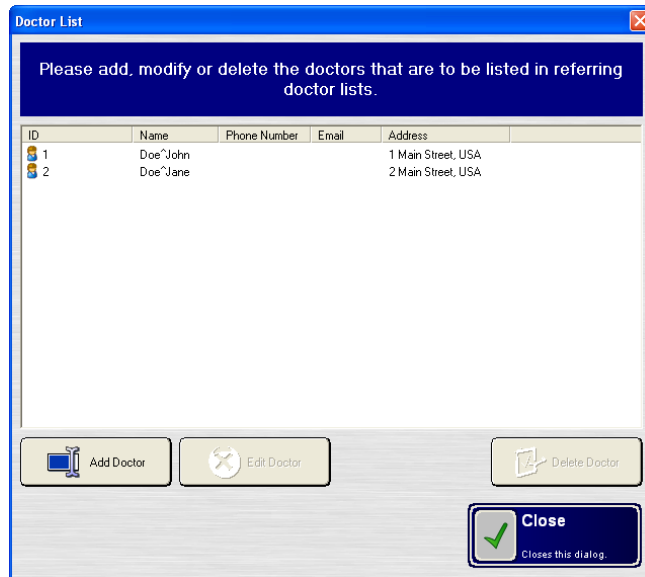 Doctor List
Please add, modify or delete the doctors that are to be listed in referring
doctor lists.
ID Name Phone Number Email Address
1 Doe^John 1 Main Street, USA
2 Doe^Jane 2 Main Street, USA
Add Doctor Edit Doctor Delete Doctor
Close
Closes this dialog.